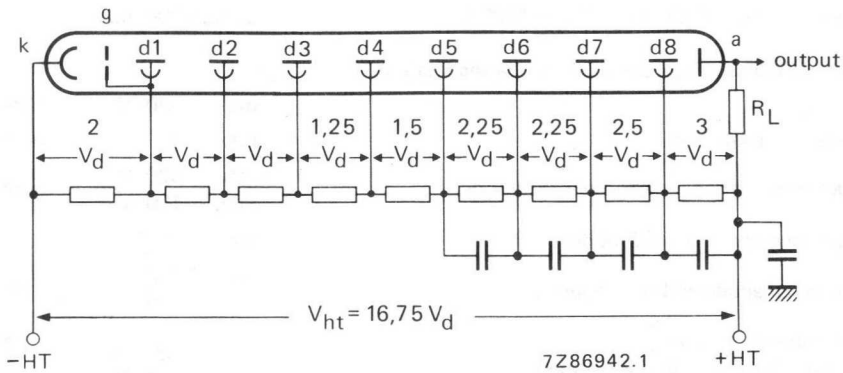 g
k d1 d2 d3 d4 d5 d6 d7 d8 a output
R_L
2 1,25 1,5 2,25 2,25 2,5 3
V_d V_d V_d V_d V_d V_d V_d V_d V_d
V_ht = 16,75 V_d
−HT 7Z86942.1 +HT